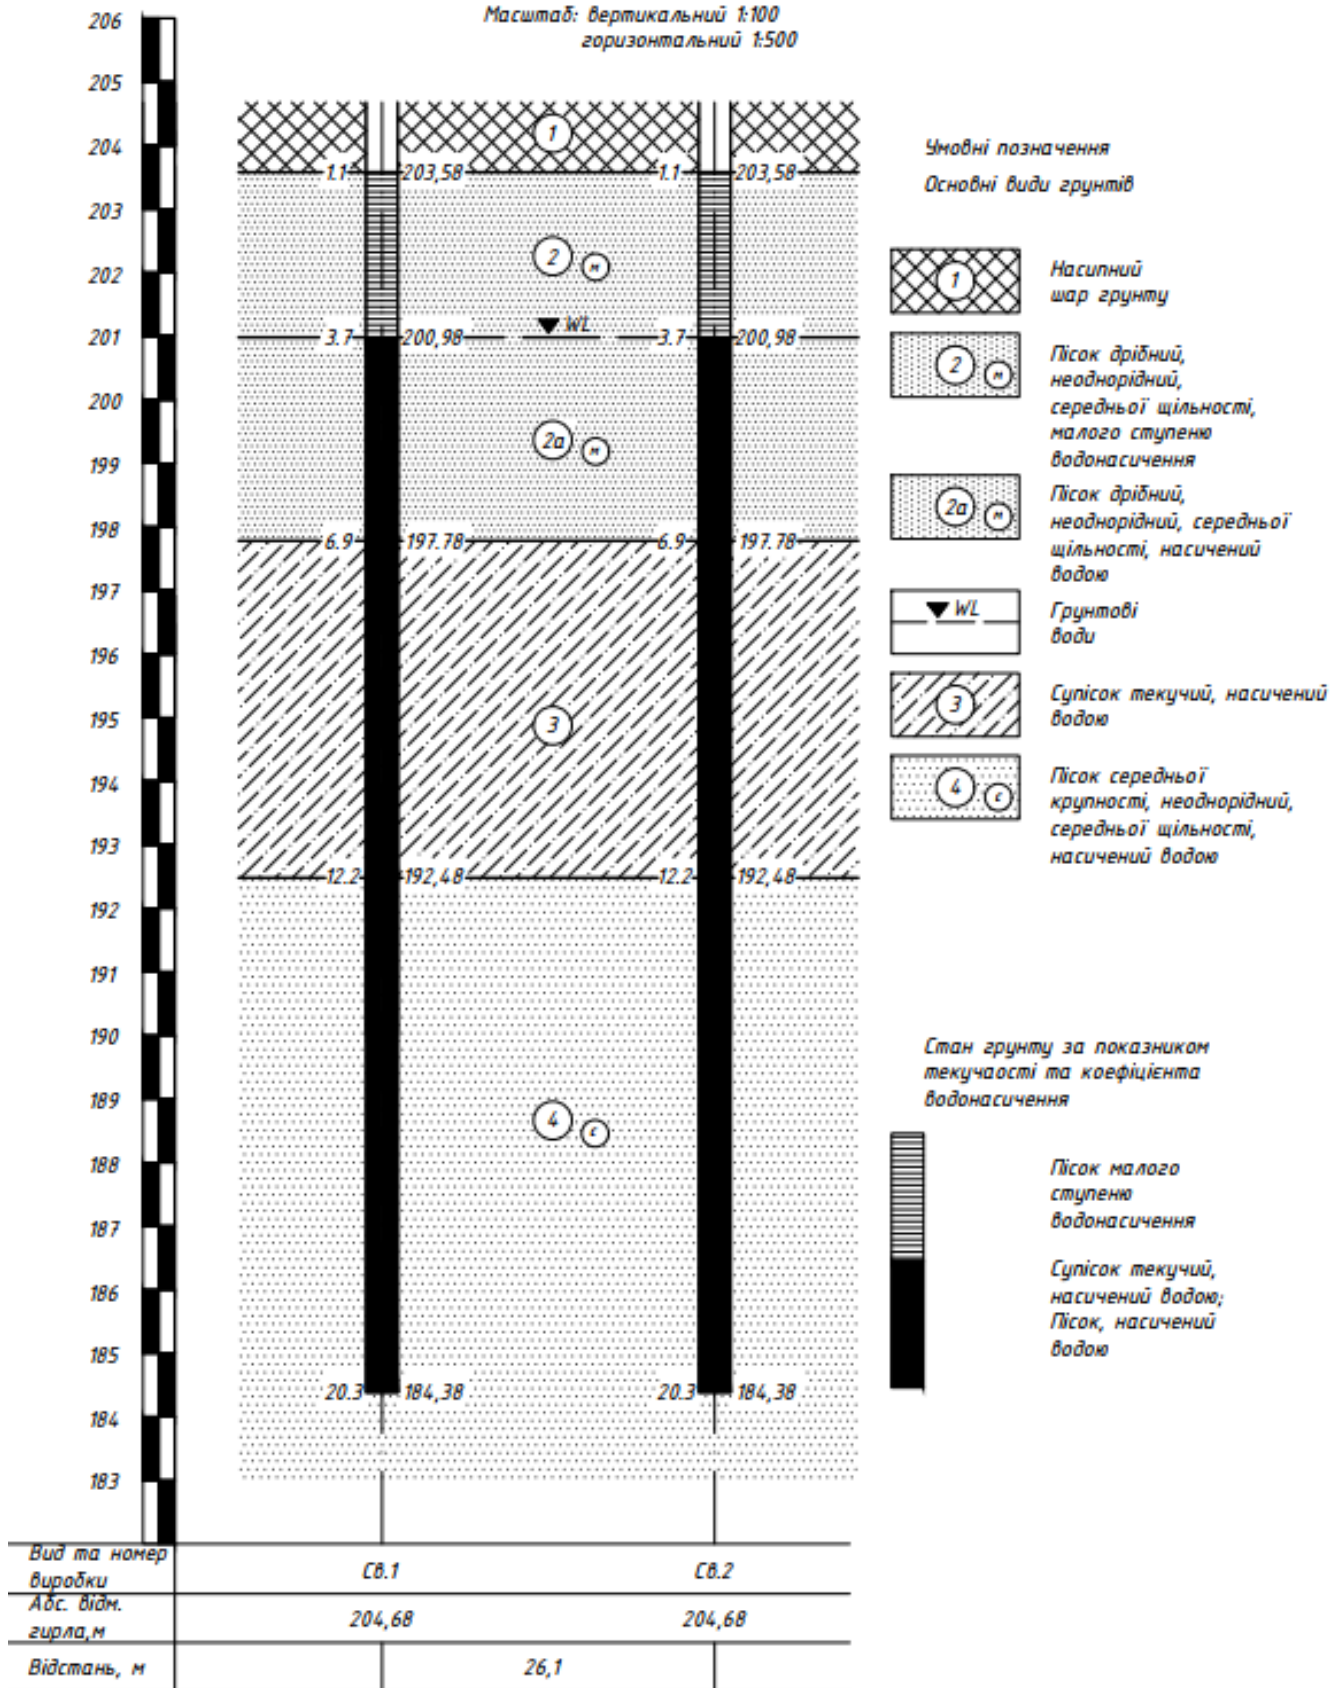 Масштаб: вертикальний 1:100
горизонтальний 1:500
206
205
204
203
202
201
200
199
198
197
196
195
194
193
192
191
190
189
188
187
186
185
184
183
1
1.1 203,58 1.1 203,58
2 м
WL
3.7 200,98 3.7 200,98
2а м
6.9 197.78 6.9 197.78
3
12.2 192,48 12.2 192,48
4 с
20.3 184,38 20.3 184,38
Вид та номер
виробки
Св.1 Св.2
Абс. відм.
гирла,м
204,68 204,68
Відстань, м 26,1
Умовні позначення
Основні види грунтів
1
Насипний
шар грунту
2 м
Пісок дрібний,
неоднорідний,
середньої щільності,
малого ступеню
водонасичення
2а м
Пісок дрібний,
неоднорідний, середньої
щільності, насичений
водою
WL
Грунтові
води
3
Супісок текучий, насичений
водою
4 с
Пісок середньої
крупності, неоднорідний,
середньої щільності,
насичений водою
Стан грунту за показником
текучаості та коефіцієнта
водонасичення
Пісок малого
ступеню
водонасичення
Супісок текучий,
насичений водою;
Пісок, насичений
водою